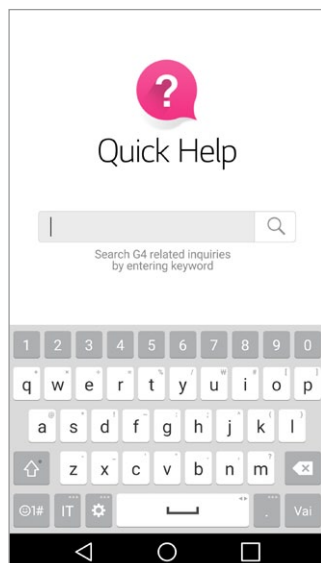 ?
Quick Help
Search G4 related inquiries
by entering keyword
1 2 3 4 5 6 7 8 9 0
q w e r t y u i o p
a s d f g h j k l
z x c v b n m
☺1# IT . Vai